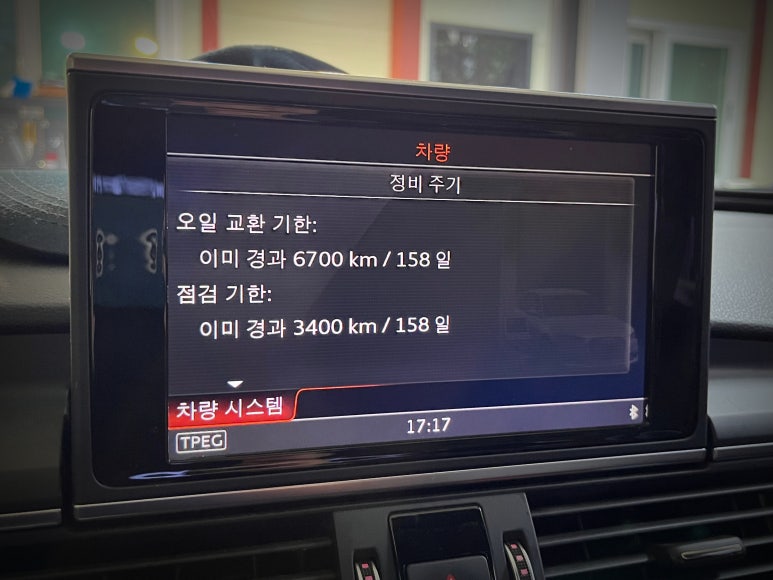 차량
정비 주기
오일 교환 기한:
이미 경과 6700 km / 158 일
점검 기한:
이미 경과 3400 km / 158 일
차량 시스템
TPEG
17:17